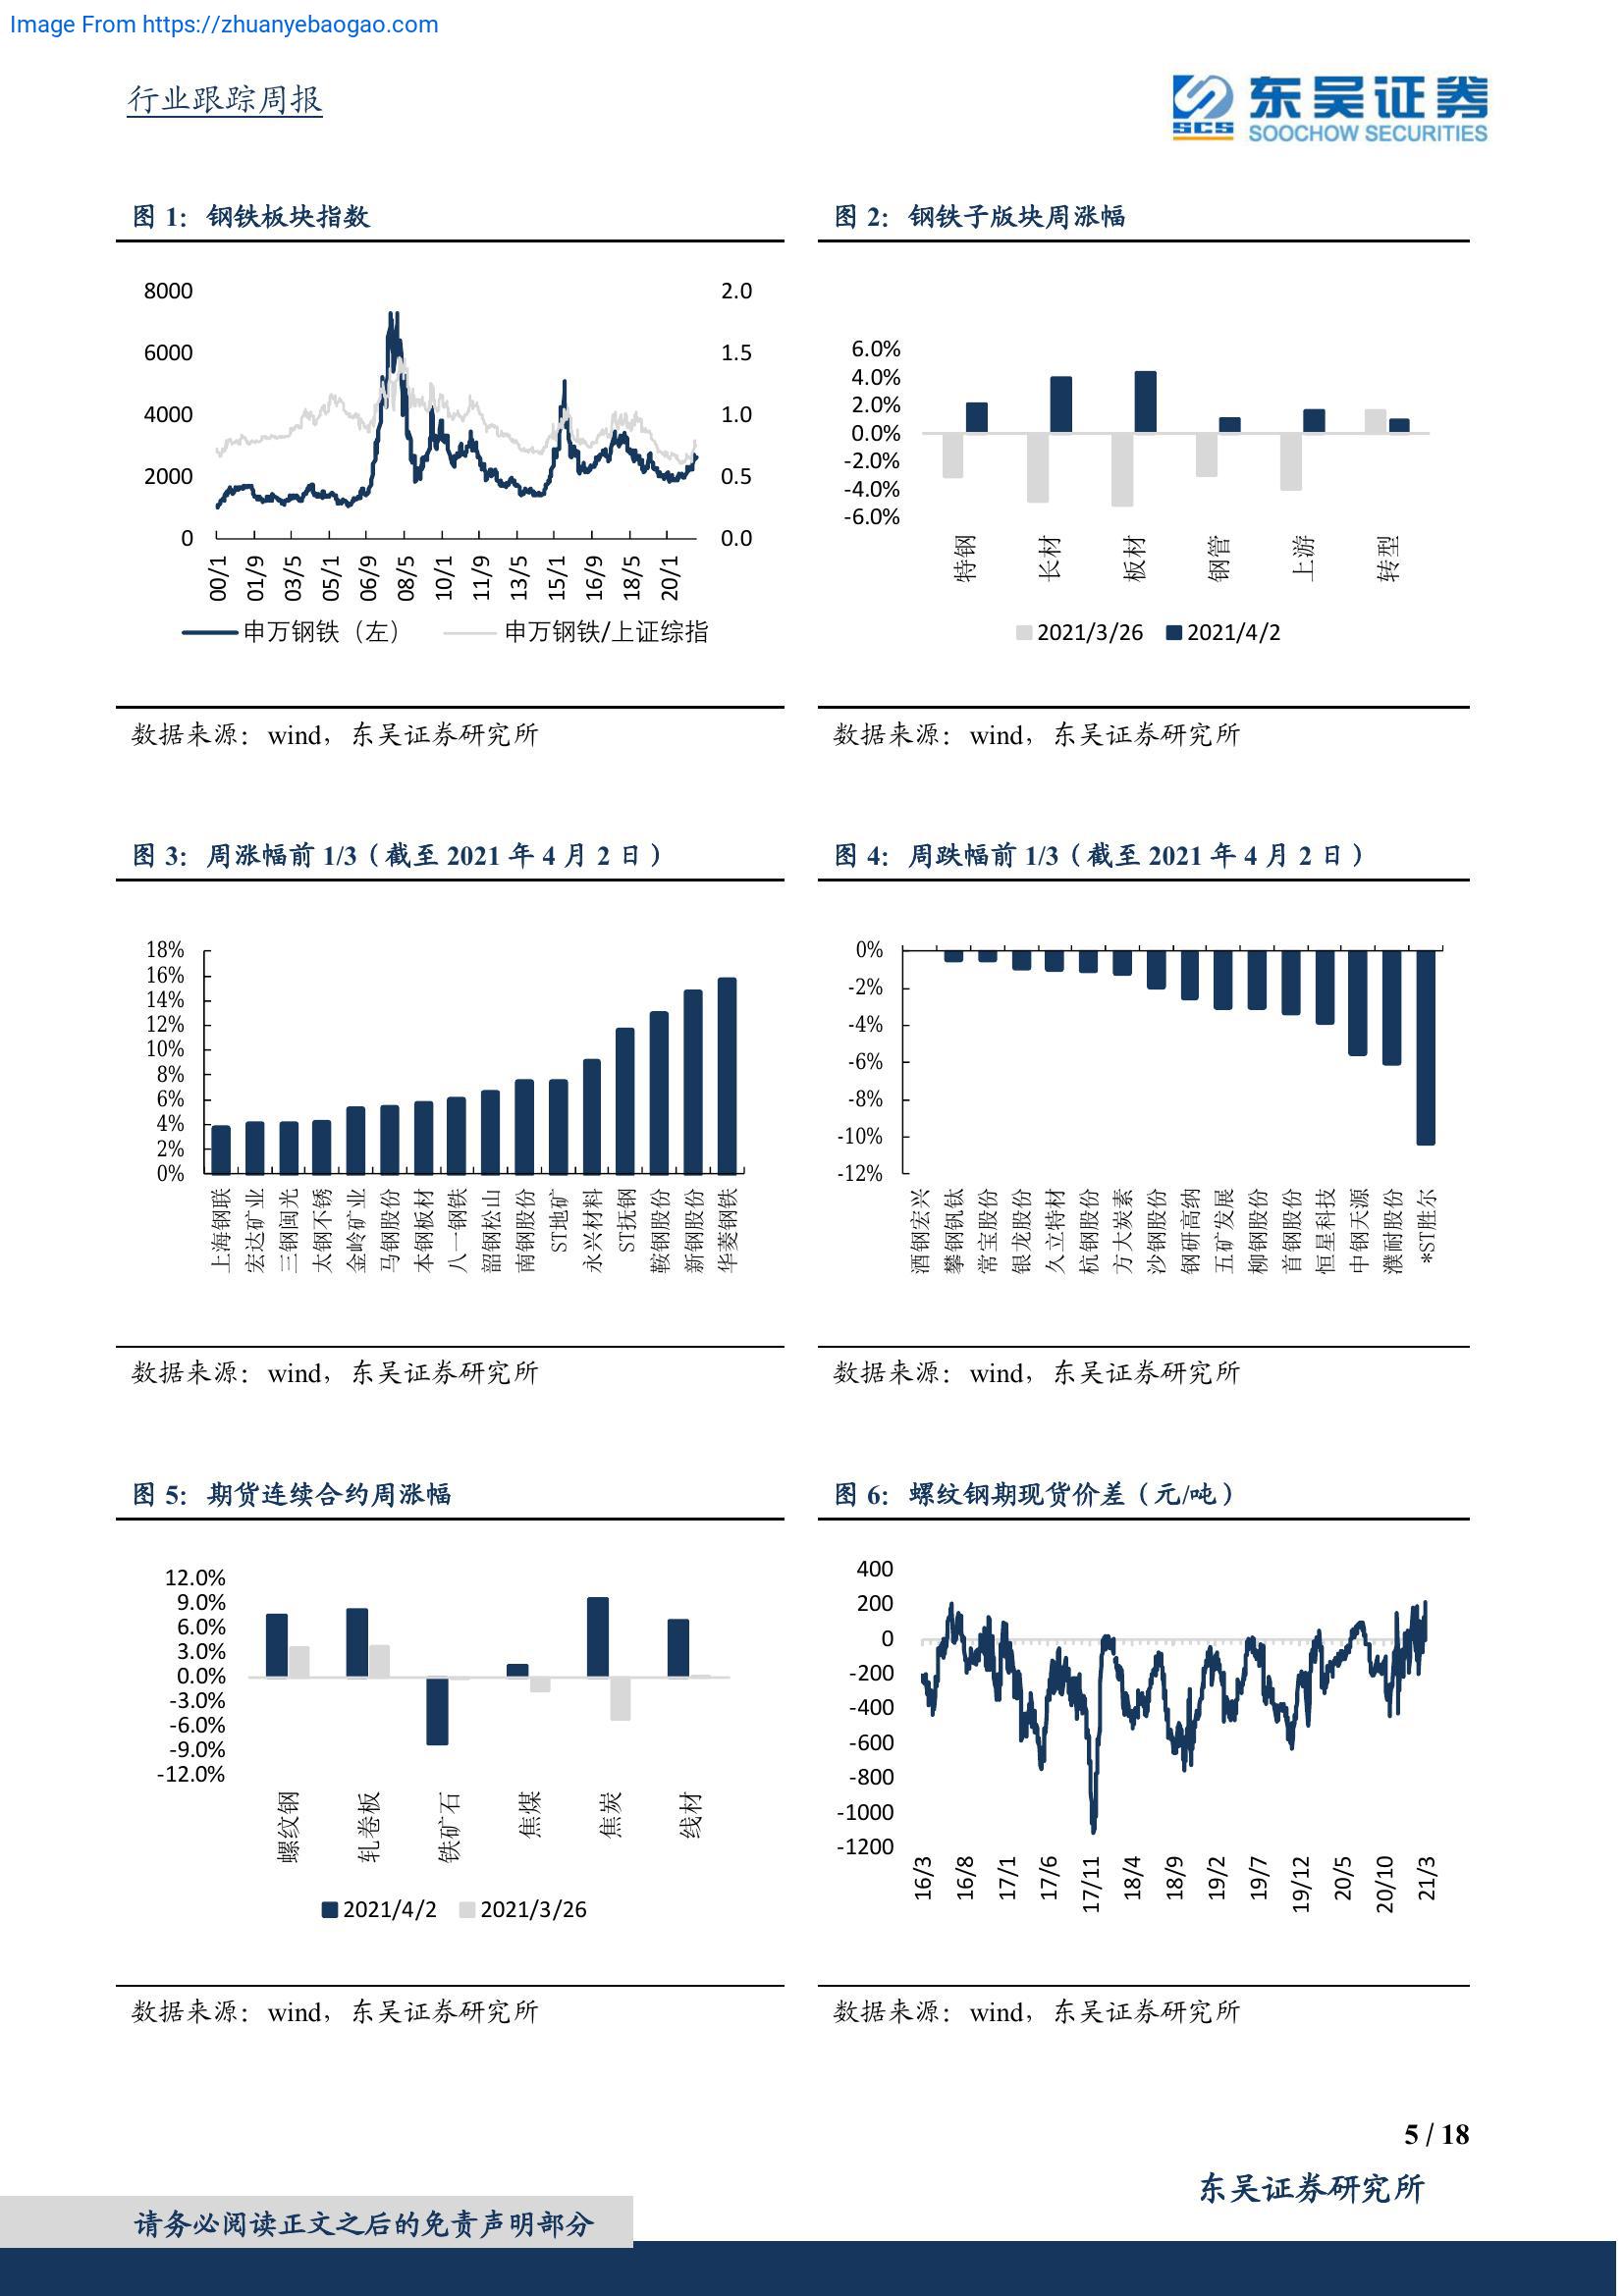 Image From https://zhuanyebaogao.com
行业跟踪周报
SCS
东吴证券
SOOCHOW SECURITIES
图 1: 钢铁板块指数
8000
6000
4000
2000
0
2.0
1.5
1.0
0.5
0.0
00/1 01/9 03/5 05/1 06/9 08/5 10/1 11/9 13/5 15/1 16/9 18/5 20/1
申万钢铁（左） 申万钢铁/上证综指
数据来源：wind，东吴证券研究所
图 2: 钢铁子版块周涨幅
6.0%
4.0%
2.0%
0.0%
-2.0%
-4.0%
-6.0%
特钢 长材 板材 钢管 上游 转型
2021/3/26 2021/4/2
数据来源：wind，东吴证券研究所
图 3: 周涨幅前 1/3（截至 2021 年 4 月 2 日）
18%
16%
14%
12%
10%
8%
6%
4%
2%
0%
上海钢联 宏达矿业 三钢闽光 太钢不锈 金岭矿业 马钢股份 本钢板材 八一钢铁 韶钢松山 南钢股份 ST地矿 永兴材料 ST抚钢 鞍钢股份 新钢股份 华菱钢铁
数据来源：wind，东吴证券研究所
图 4: 周跌幅前 1/3（截至 2021 年 4 月 2 日）
0%
-2%
-4%
-6%
-8%
-10%
-12%
酒钢宏兴 攀钢钒钛 常宝股份 银龙股份 久立特材 杭钢股份 方大炭素 沙钢股份 钢研高纳 五矿发展 柳钢股份 首钢股份 恒星科技 中钢天源 濮耐股份 *ST胜尔
数据来源：wind，东吴证券研究所
图 5: 期货连续合约周涨幅
12.0%
9.0%
6.0%
3.0%
0.0%
-3.0%
-6.0%
-9.0%
-12.0%
螺纹钢 轧卷板 铁矿石 焦煤 焦炭 线材
2021/4/2 2021/3/26
数据来源：wind，东吴证券研究所
图 6: 螺纹钢期现货价差（元/吨）
400
200
0
-200
-400
-600
-800
-1000
-1200
16/3 16/8 17/1 17/6 17/11 18/4 18/9 19/2 19/7 19/12 20/5 20/10 21/3
数据来源：wind，东吴证券研究所
5 / 18
东吴证券研究所
请务必阅读正文之后的免责声明部分